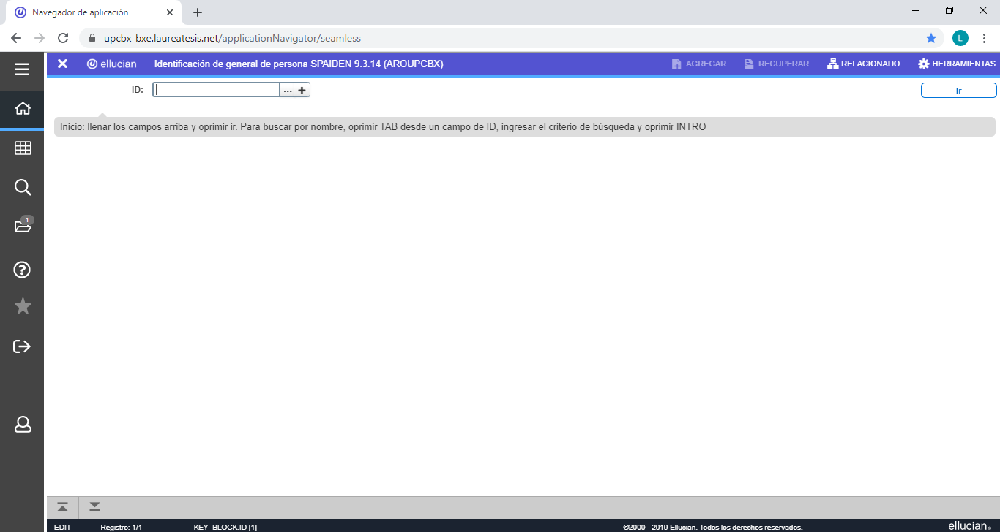 Navegador de aplicación
upcbx-bxe.laureatesis.net/applicationNavigator/seamless
L
ellucian Identificación de general de persona SPAIDEN 9.3.14 (AROUPCBX) AGREGAR RECUPERAR RELACIONADO HERRAMIENTAS
ID: ... Ir
Inicio: llenar los campos arriba y oprimir ir. Para buscar por nombre, oprimir TAB desde un campo de ID, ingresar el criterio de búsqueda y oprimir INTRO
1
EDIT Registro: 1/1 KEY_BLOCK.ID [1] ©2000 - 2019 Ellucian. Todos los derechos reservados. ellucian